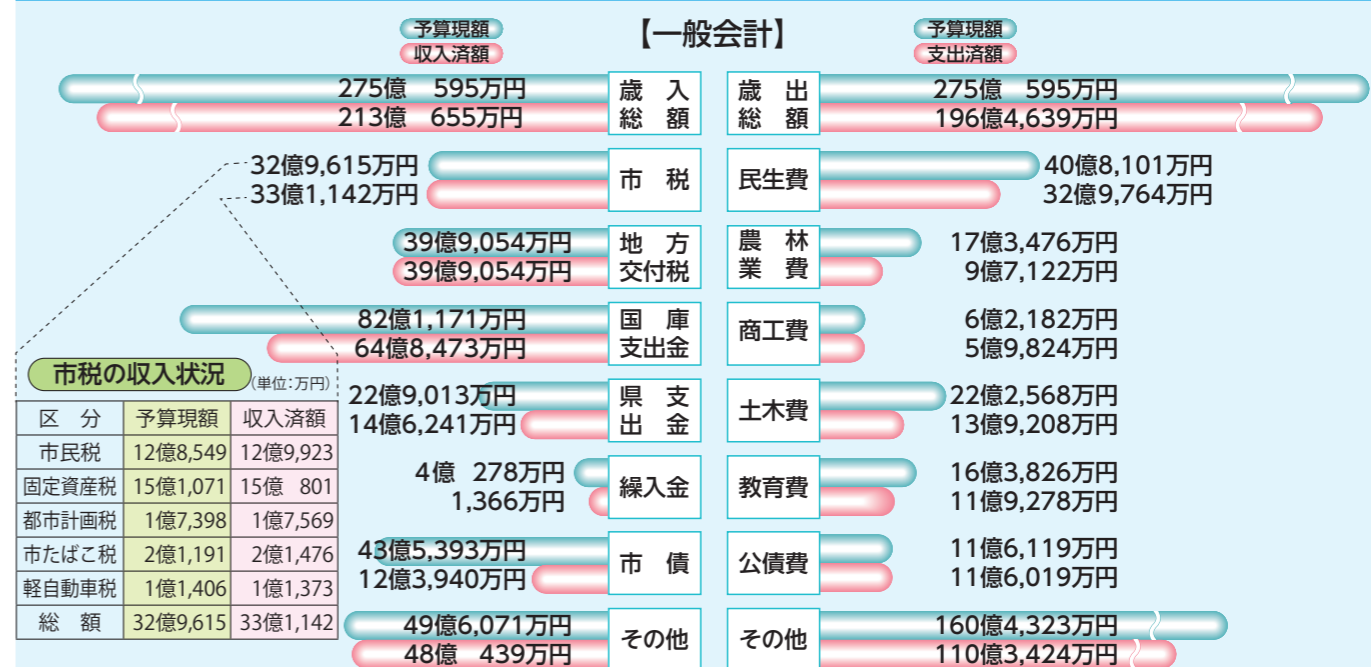 【一般会計】
予算現額
収入済額
予算現額
支出済額
275億 595万円
213億 655万円
歳入
総額
歳出
総額
275億 595万円
196億4,639万円
32億9,615万円
33億1,142万円
市税
民生費
40億8,101万円
32億9,764万円
39億9,054万円
39億9,054万円
地方
交付税
農林
業費
17億3,476万円
9億7,122万円
82億1,171万円
64億8,473万円
国庫
支出金
商工費
6億2,182万円
5億9,824万円
22億9,013万円
14億6,241万円
県支
出金
土木費
22億2,568万円
13億9,208万円
4億 278万円
1,366万円
繰入金
教育費
16億3,826万円
11億9,278万円
43億5,393万円
12億3,940万円
市債
公債費
11億6,119万円
11億6,019万円
49億6,071万円
48億 439万円
その他
その他
160億4,323万円
110億3,424万円
市税の収入状況 (単位:万円)
区分 予算現額 収入済額
市民税 12億8,549 12億9,923
固定資産税 15億1,071 15億 801
都市計画税 1億7,398 1億7,569
市たばこ税 2億1,191 2億1,476
軽自動車税 1億1,406 1億1,373
総額 32億9,615 33億1,142